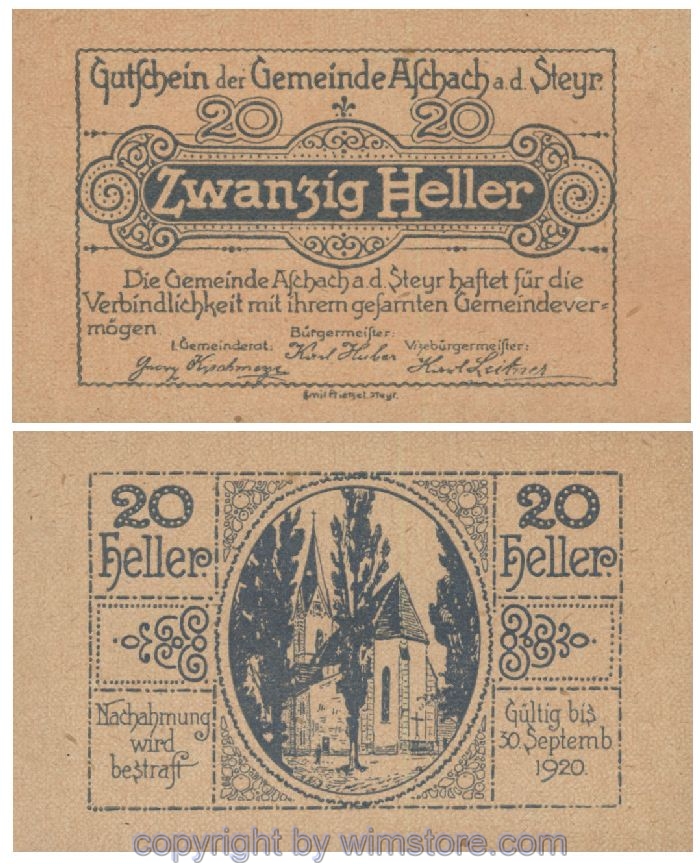 Gutschein der Gemeinde Aschach a.d. Steyr.
20 20
Zwanzig Heller
Die Gemeinde Aschach a.d. Steyr haftet für die
Verbindlichkeit mit ihrem gesamten Gemeindever=
mögen
Bürgermeister:
I. Gemeinderat: Karl Huber Vizebürgermeister:
Georg Karl Leitner
Emil Prietzel, Steyr.
20 20
Heller. Heller.
Nachahmung
wird
bestraft
Gültig bis
30. Septemb
1920.
copyright by wimstore.com